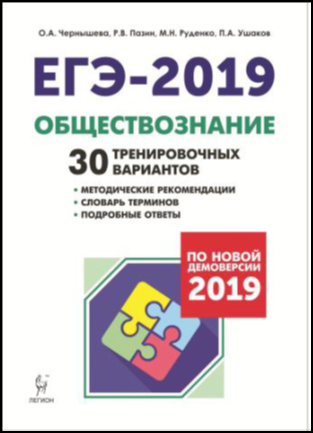 О.А. Чернышева, Р.В. Пазин, М.Н. Руденко, П.А. Ушаков
ЕГЭ-2019
ОБЩЕСТВОЗНАНИЕ
30 ТРЕНИРОВОЧНЫХ
ВАРИАНТОВ
• МЕТОДИЧЕСКИЕ РЕКОМЕНДАЦИИ
• СЛОВАРЬ ТЕРМИНОВ
• ПОДРОБНЫЕ ОТВЕТЫ
ПО НОВОЙ
ДЕМОВЕРСИИ
2019
ЛЕГИОН